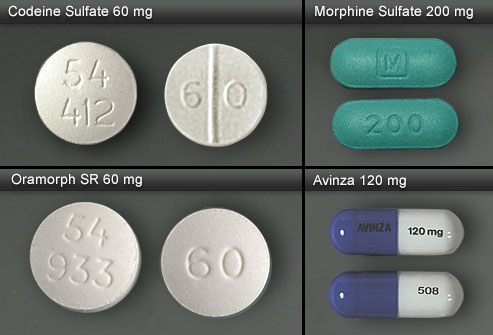 Codeine Sulfate 60 mg
54
412
6 0
Morphine Sulfate 200 mg
M
200
Oramorph SR 60 mg
54
933
60
Avinza 120 mg
AVINZA 120 mg
508